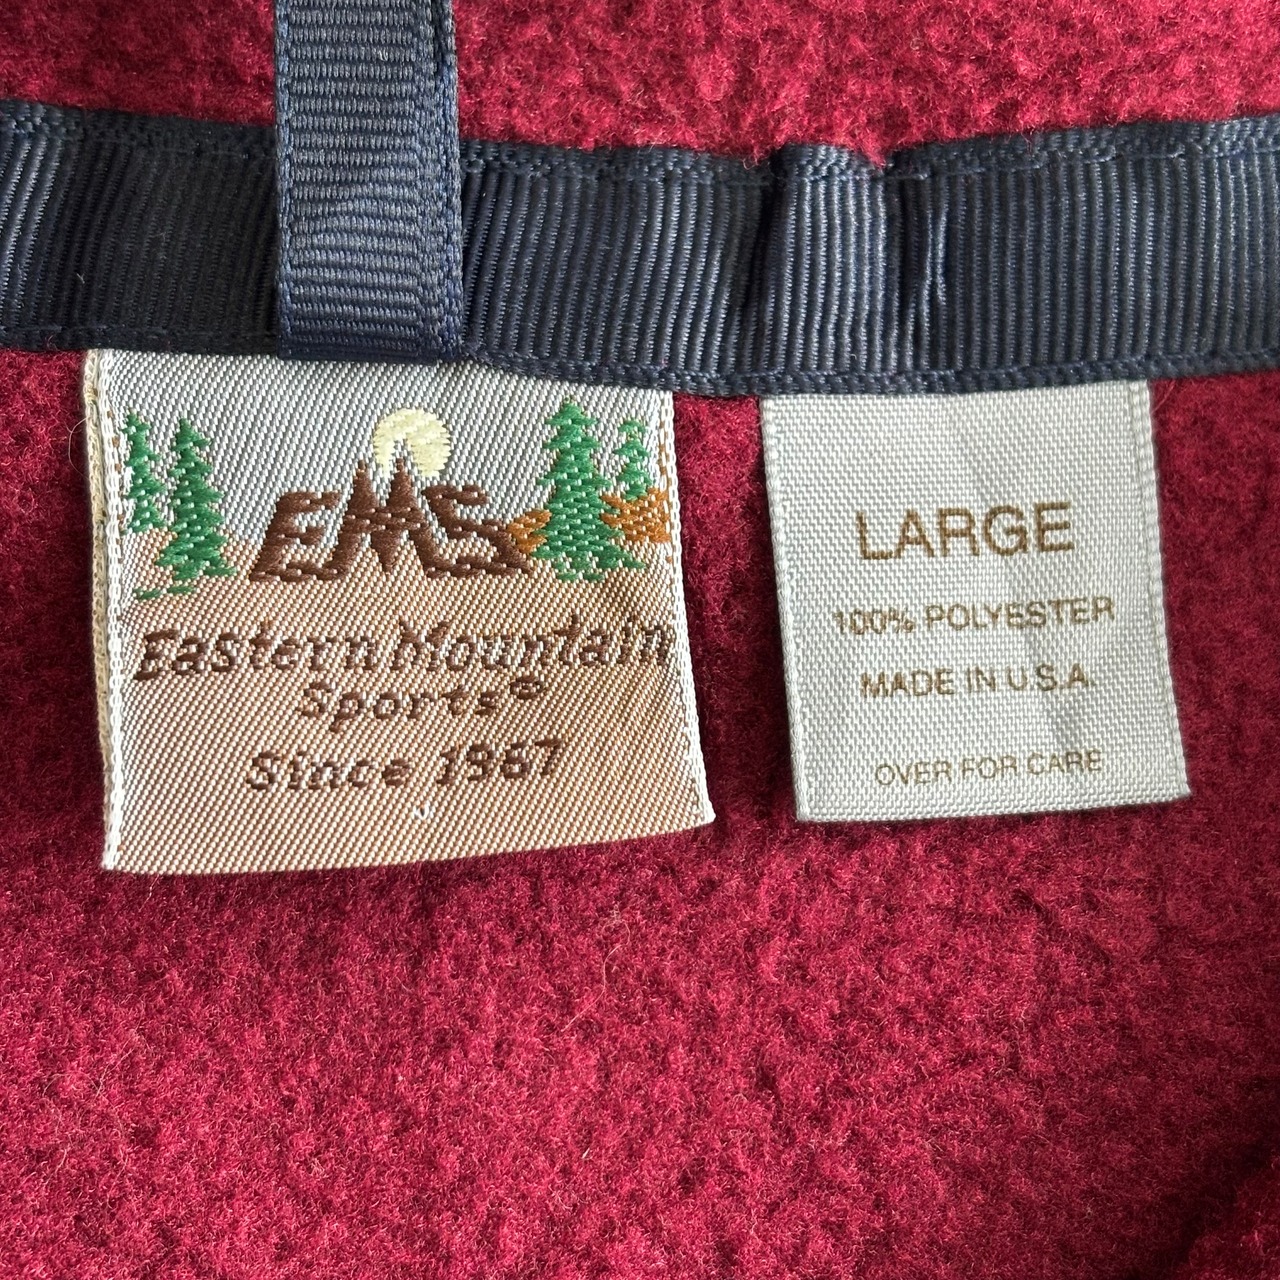 EMS
Eastern Mountain
Sports®
Since 1967
LARGE
100% POLYESTER
MADE IN U.S.A.
OVER FOR CARE